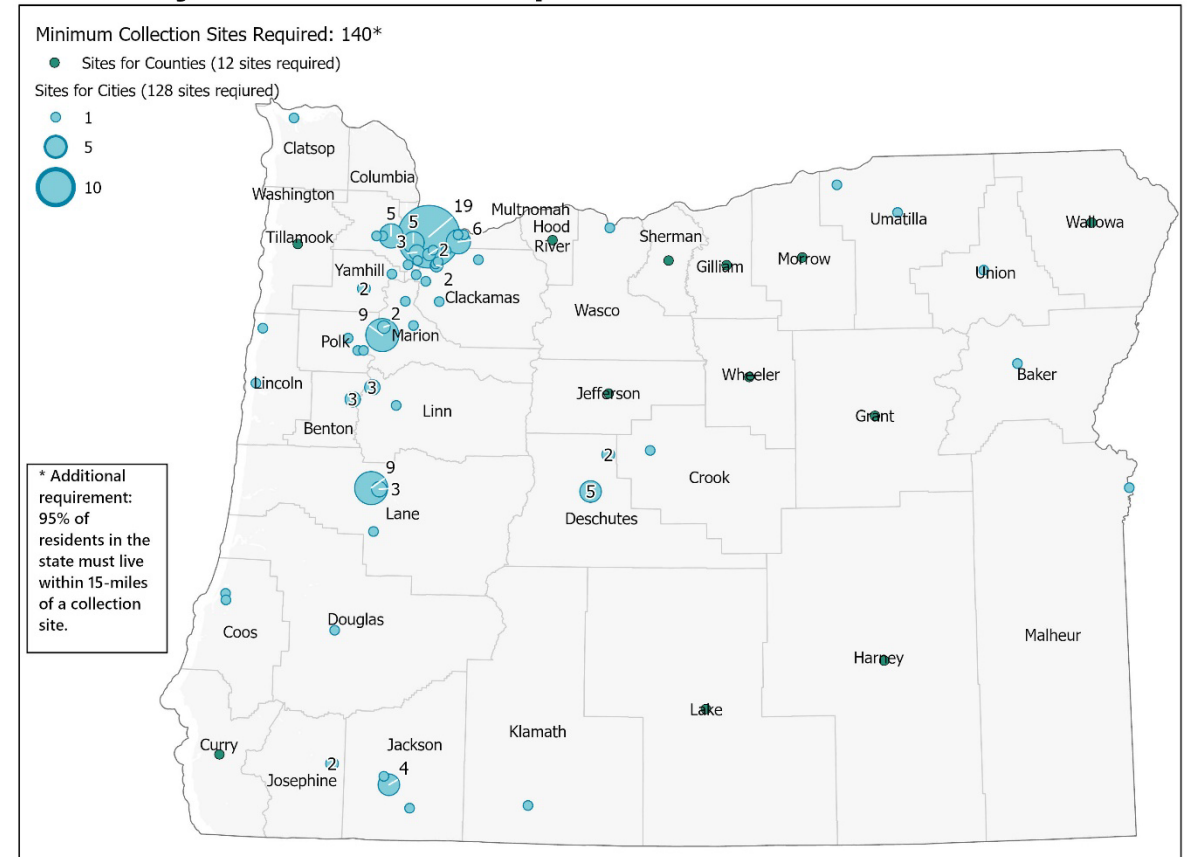 Minimum Collection Sites Required: 140*
Sites for Counties (12 sites required)
Sites for Cities (128 sites reqiured)
1
5
10
Clatsop
Columbia
Washington
5
5
19
6
3
2
Multnomah
Hood
River
Sherman
Gilliam
Morrow
Umatilla
Wallowa
Union
Tillamook
Yamhill
2
2
Clackamas
Wasco
9
2
Polk
Marion
Wheeler
Baker
Lincoln
3
3
Linn
Jefferson
Grant
Benton
2
Crook
9
3
5
Lane
Deschutes
* Additional
requirement:
95% of
residents in the
state must live
within 15-miles
of a collection
site.
Coos
Douglas
Malheur
Harney
Lake
Klamath
Curry
Jackson
2
4
Josephine